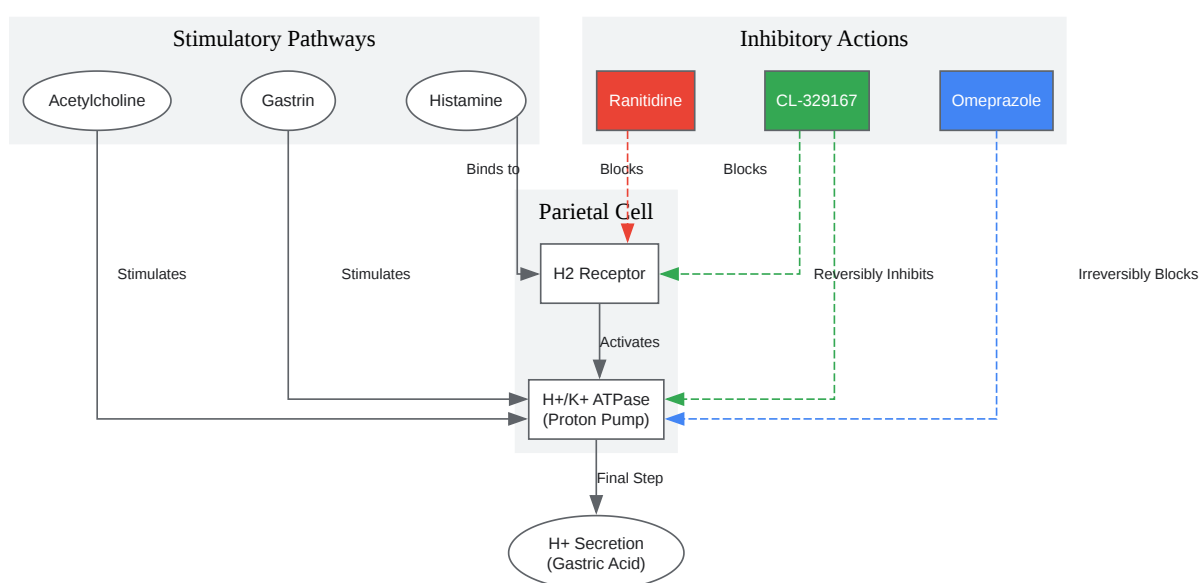 Stimulatory Pathways
Inhibitory Actions
Acetylcholine
Gastrin
Histamine
Ranitidine
CL-329167
Omeprazole
Binds to
Blocks
Blocks
Parietal Cell
Stimulates
Stimulates
H2 Receptor
Reversibly Inhibits
Irreversibly Blocks
Activates
H+/K+ ATPase
(Proton Pump)
Final Step
H+ Secretion
(Gastric Acid)